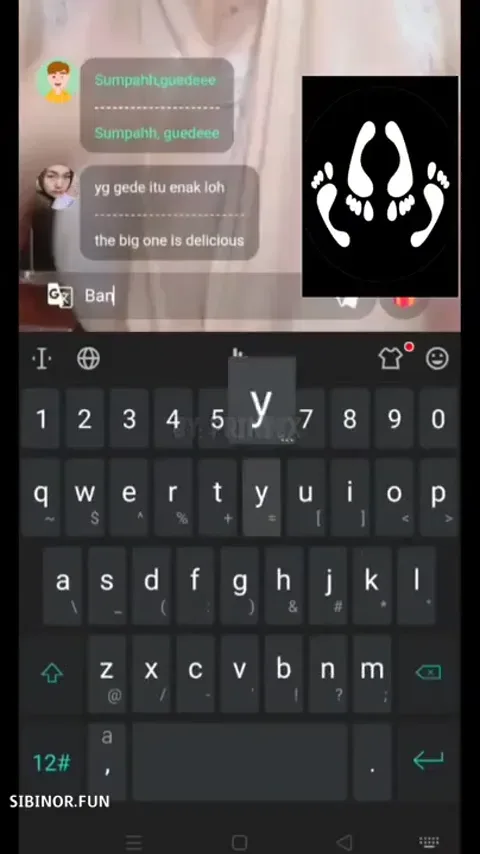 Sumpahh,guedeee
Sumpahh, guedeee
yg gede itu enak loh
the big one is delicious
Ban
y
1 2 3 4 5 7 8 9 0
q w e r t y u i o p
~ $ ^ % + = [ ] < >
a s d f g h j k l
\ _ ( : ) & # *
z x c v b n m
@ / - ' ! ? ;
12# a , .
SIBINOR.FUN